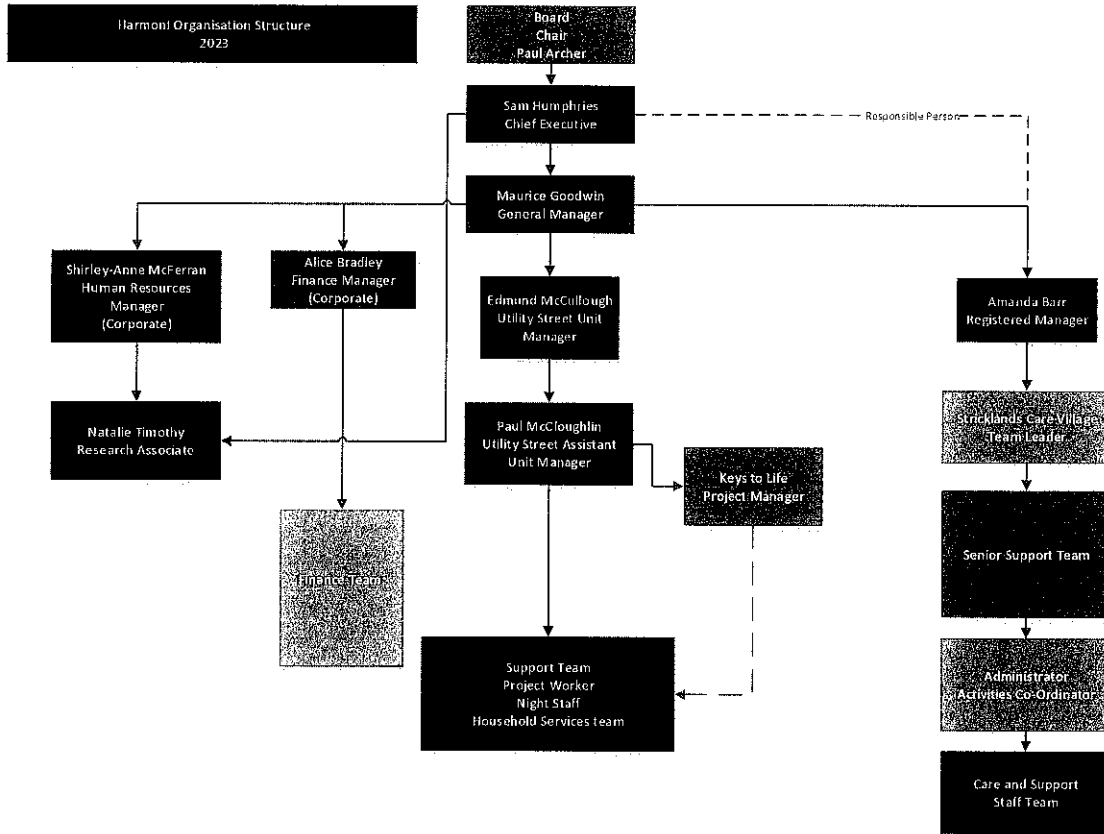 Harmoni Organisation Structure
2023
Board
Chair
Paul Archer
Sam Humphries
Chief Executive
Responsible Person
Maurice Goodwin
General Manager
Shirley-Anne McFerran
Human Resources
Manager
(Corporate)
Alice Bradley
Finance Manager
(Corporate)
Edmund McCullough
Utility Street Unit
Manager
Amanda Barr
Registered Manager
Natalie Timothy
Research Associate
Paul McCloughlin
Utility Street Assistant
Unit Manager
Keys to Life
Project Manager
Stricklands Care Village
Team Leader
Finance Team
Senior Support Team
Support Team
Project Worker
Night Staff
Household Services team
Administrator
Activities Co-Ordinator
Care and Support
Staff Team